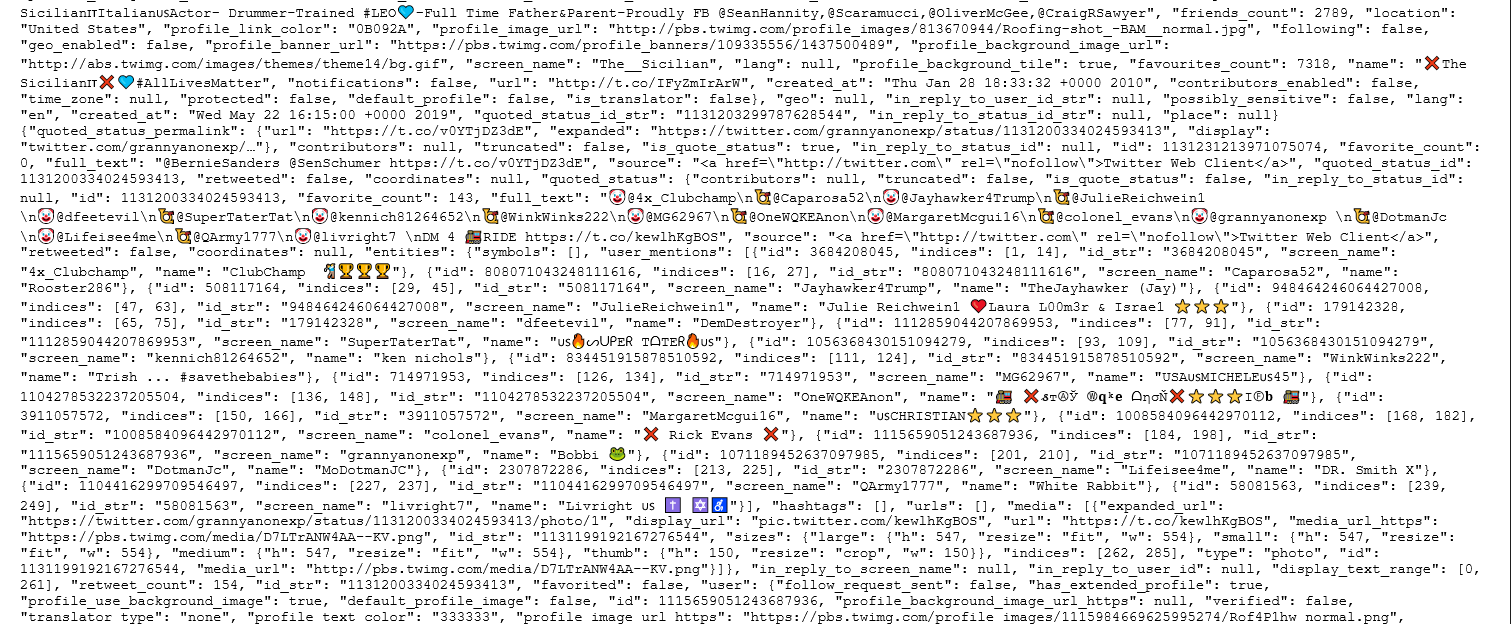 SicilianITItalianUSActor- Drummer-Trained #LEO💙-Full Time Father&Parent-Proudly FB @SeanHannity,@Scaramucci,@OliverMcGee,@CraigRSawyer", "friends_count": 2789, "location":
"United States", "profile_link_color": "0B092A", "profile_image_url": "http://pbs.twimg.com/profile_images/813670944/Roofing-shot_-BAM__normal.jpg", "following": false,
"geo_enabled": false, "profile_banner_url": "https://pbs.twimg.com/profile_banners/109335556/1437500489", "profile_background_image_url":
"http://abs.twimg.com/images/themes/theme14/bg.gif", "screen_name": "The__Sicilian", "lang": null, "profile_background_tile": true, "favourites_count": 7318, "name": "❌The
SicilianIT❌💙#AllLivesMatter", "notifications": false, "url": "http://t.co/IFyZmIrArW", "created_at": "Thu Jan 28 18:33:32 +0000 2010", "contributors_enabled": false,
"time_zone": null, "protected": false, "default_profile": false, "is_translator": false}, "geo": null, "in_reply_to_user_id_str": null, "possibly_sensitive": false, "lang":
"en", "created_at": "Wed May 22 16:15:00 +0000 2019", "quoted_status_id_str": "1131203299787628544", "in_reply_to_status_id_str": null, "place": null}
{"quoted_status_permalink": {"url": "https://t.co/v0YTjDZ3dE", "expanded": "https://twitter.com/grannyanonexp/status/1131200334024593413", "display":
"twitter.com/grannyanonexp/…"}, "contributors": null, "truncated": false, "is_quote_status": true, "in_reply_to_status_id": null, "id": 1131231213971075074, "favorite_count":
0, "full_text": "@BernieSanders @SenSchumer https://t.co/v0YTjDZ3dE", "source": "<a href=\"http://twitter.com\" rel=\"nofollow\">Twitter Web Client</a>", "quoted_status_id":
1131200334024593413, "retweeted": false, "coordinates": null, "quoted_status": {"contributors": null, "truncated": false, "is_quote_status": false, "in_reply_to_status_id":
null, "id": 1131200334024593413, "favorite_count": 143, "full_text": "🤡@4x_Clubchamp\n🥁@Caparosa52\n🤡@Jayhawker4Trump\n🥁@JulieReichwein1
\n🤡@dfeetevil\n🥁@SuperTaterTat\n🤡@kennich81264652\n🥁@WinkWinks222\n🤡@MG62967\n🥁@OneWQKEAnon\n🤡@MargaretMcgui16\n🥁@colonel_evans\n🤡@grannyanonexp \n🥁@DotmanJc
\n🤡@Lifeisee4me\n🥁@QArmy1777\n🤡@livright7 \nDM 4 🚂RIDE https://t.co/kewlhKgBOS", "source": "<a href=\"http://twitter.com\" rel=\"nofollow\">Twitter Web Client</a>",
"retweeted": false, "coordinates": null, "entities": {"symbols": [], "user_mentions": [{"id": 3684208045, "indices": [1, 14], "id_str": "3684208045", "screen_name":
"4x_Clubchamp", "name": "ClubChamp 🏌🏆🏆🏆"}, {"id": 808071043248111616, "indices": [16, 27], "id_str": "808071043248111616", "screen_name": "Caparosa52", "name":
"Rooster286"}, {"id": 508117164, "indices": [29, 45], "id_str": "508117164", "screen_name": "Jayhawker4Trump", "name": "TheJayhawker (Jay)"}, {"id": 948464246064427008,
"indices": [47, 63], "id_str": "948464246064427008", "screen_name": "JulieReichwein1", "name": "Julie Reichwein1 ❤Laura L00m3r & Israel ⭐⭐⭐"}, {"id": 179142328,
"indices": [65, 75], "id_str": "179142328", "screen_name": "dfeetevil", "name": "DemDestroyer"}, {"id": 1112859044207869953, "indices": [77, 91], "id_str":
"1112859044207869953", "screen_name": "SuperTaterTat", "name": "US🔥ᔕᑌᑭEᖇ TᗩTEᖇ🔥US"}, {"id": 1056368430151094279, "indices": [93, 109], "id_str": "1056368430151094279",
"screen_name": "kennich81264652", "name": "ken nichols"}, {"id": 834451915878510592, "indices": [111, 124], "id_str": "834451915878510592", "screen_name": "WinkWinks222",
"name": "Trish ... #savethebabies"}, {"id": 714971953, "indices": [126, 134], "id_str": "714971953", "screen_name": "MG62967", "name": "USAUSMICHELEUS45"}, {"id":
1104278532237205504, "indices": [136, 148], "id_str": "1104278532237205504", "screen_name": "OneWQKEAnon", "name": "🚂 ❌⭐⭐⭐ 🚂"}, {"id":
3911057572, "indices": [150, 166], "id_str": "3911057572", "screen_name": "MargaretMcgui16", "name": "USCHRISTIAN⭐⭐⭐"}, {"id": 1008584096442970112, "indices": [168, 182],
"id_str": "1008584096442970112", "screen_name": "colonel_evans", "name": "❌ Rick Evans ❌"}, {"id": 1115659051243687936, "indices": [184, 198], "id_str":
"1115659051243687936", "screen_name": "grannyanonexp", "name": "Bobbi 🐸"}, {"id": 1071189452637097985, "indices": [201, 210], "id_str": "1071189452637097985",
"screen_name": "DotmanJc", "name": "MoDotmanJC"}, {"id": 2307872286, "indices": [213, 225], "id_str": "2307872286", "screen_name": "Lifeisee4me", "name": "DR. Smith X"},
{"id": 1104416299709546497, "indices": [227, 237], "id_str": "1104416299709546497", "screen_name": "QArmy1777", "name": "White Rabbit"}, {"id": 58081563, "indices": [239,
249], "id_str": "58081563", "screen_name": "livright7", "name": "Livright US ✝ ✡♿"}], "hashtags": [], "urls": [], "media": [{"expanded_url":
"https://twitter.com/grannyanonexp/status/1131200334024593413/photo/1", "display_url": "pic.twitter.com/kewlhKgBOS", "url": "https://t.co/kewlhKgBOS", "media_url_https":
"https://pbs.twimg.com/media/D7LTrANW4AA--KV.png", "id_str": "1131199192167276544", "sizes": {"large": {"h": 547, "resize": "fit", "w": 554}, "small": {"h": 547, "resize":
"fit", "w": 554}, "medium": {"h": 547, "resize": "fit", "w": 554}, "thumb": {"h": 150, "resize": "crop", "w": 150}}, "indices": [262, 285], "type": "photo", "id":
1131199192167276544, "media_url": "http://pbs.twimg.com/media/D7LTrANW4AA--KV.png"}]}, "in_reply_to_screen_name": null, "in_reply_to_user_id": null, "display_text_range": [0,
261], "retweet_count": 154, "id_str": "1131200334024593413", "favorited": false, "user": {"follow_request_sent": false, "has_extended_profile": true,
"profile_use_background_image": true, "default_profile_image": false, "id": 1115659051243687936, "profile_background_image_url_https": null, "verified": false,
"translator_type": "none", "profile_text_color": "333333", "profile_image_url_https": "https://pbs.twimg.com/profile_images/1115984669625995274/Rof4Plhw_normal.png",